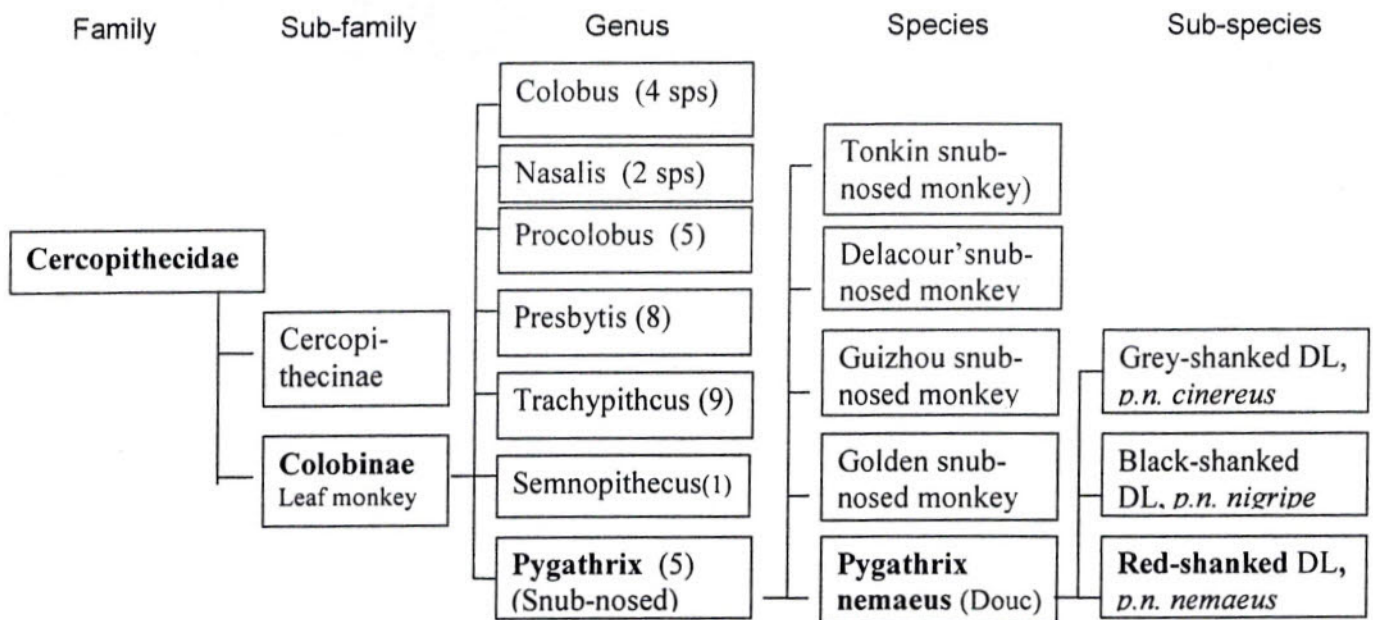 Family
Sub-family
Genus
Species
Sub-species
Cercopithecidae
Cercopi-
thecinae
Colobinae
Leaf monkey
Colobus (4 sps)
Nasalis (2 sps)
Procolobus (5)
Presbytis (8)
Trachypithcus (9)
Semnopithecus(1)
Pygathrix (5)
(Snub-nosed)
Tonkin snub-
nosed monkey)
Delacour'snub-
nosed monkey
Guizhou snub-
nosed monkey
Golden snub-
nosed monkey
Pygathrix
nemaeus (Douc)
Grey-shanked DL,
p.n. cinereus
Black-shanked
DL, p.n. nigripe
Red-shanked DL,
p.n. nemaeus